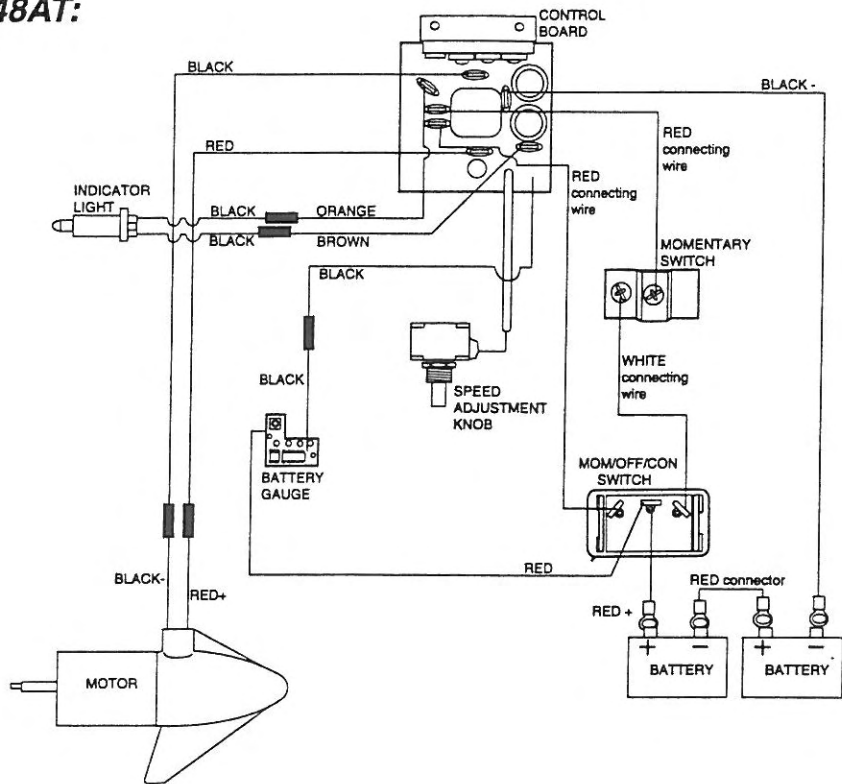 48AT:
CONTROL
BOARD
BLACK
BLACK -
RED
connecting
wire
RED
RED
connecting
wire
INDICATOR
LIGHT
BLACK
ORANGE
BLACK
BROWN
MOMENTARY
SWITCH
BLACK
WHITE
connecting
wire
BLACK
SPEED
ADJUSTMENT
KNOB
BATTERY
GAUGE
MOM/OFF/CON
SWITCH
RED
BLACK-
RED+
RED connector
RED +
+
−
+
−
BATTERY
BATTERY
MOTOR